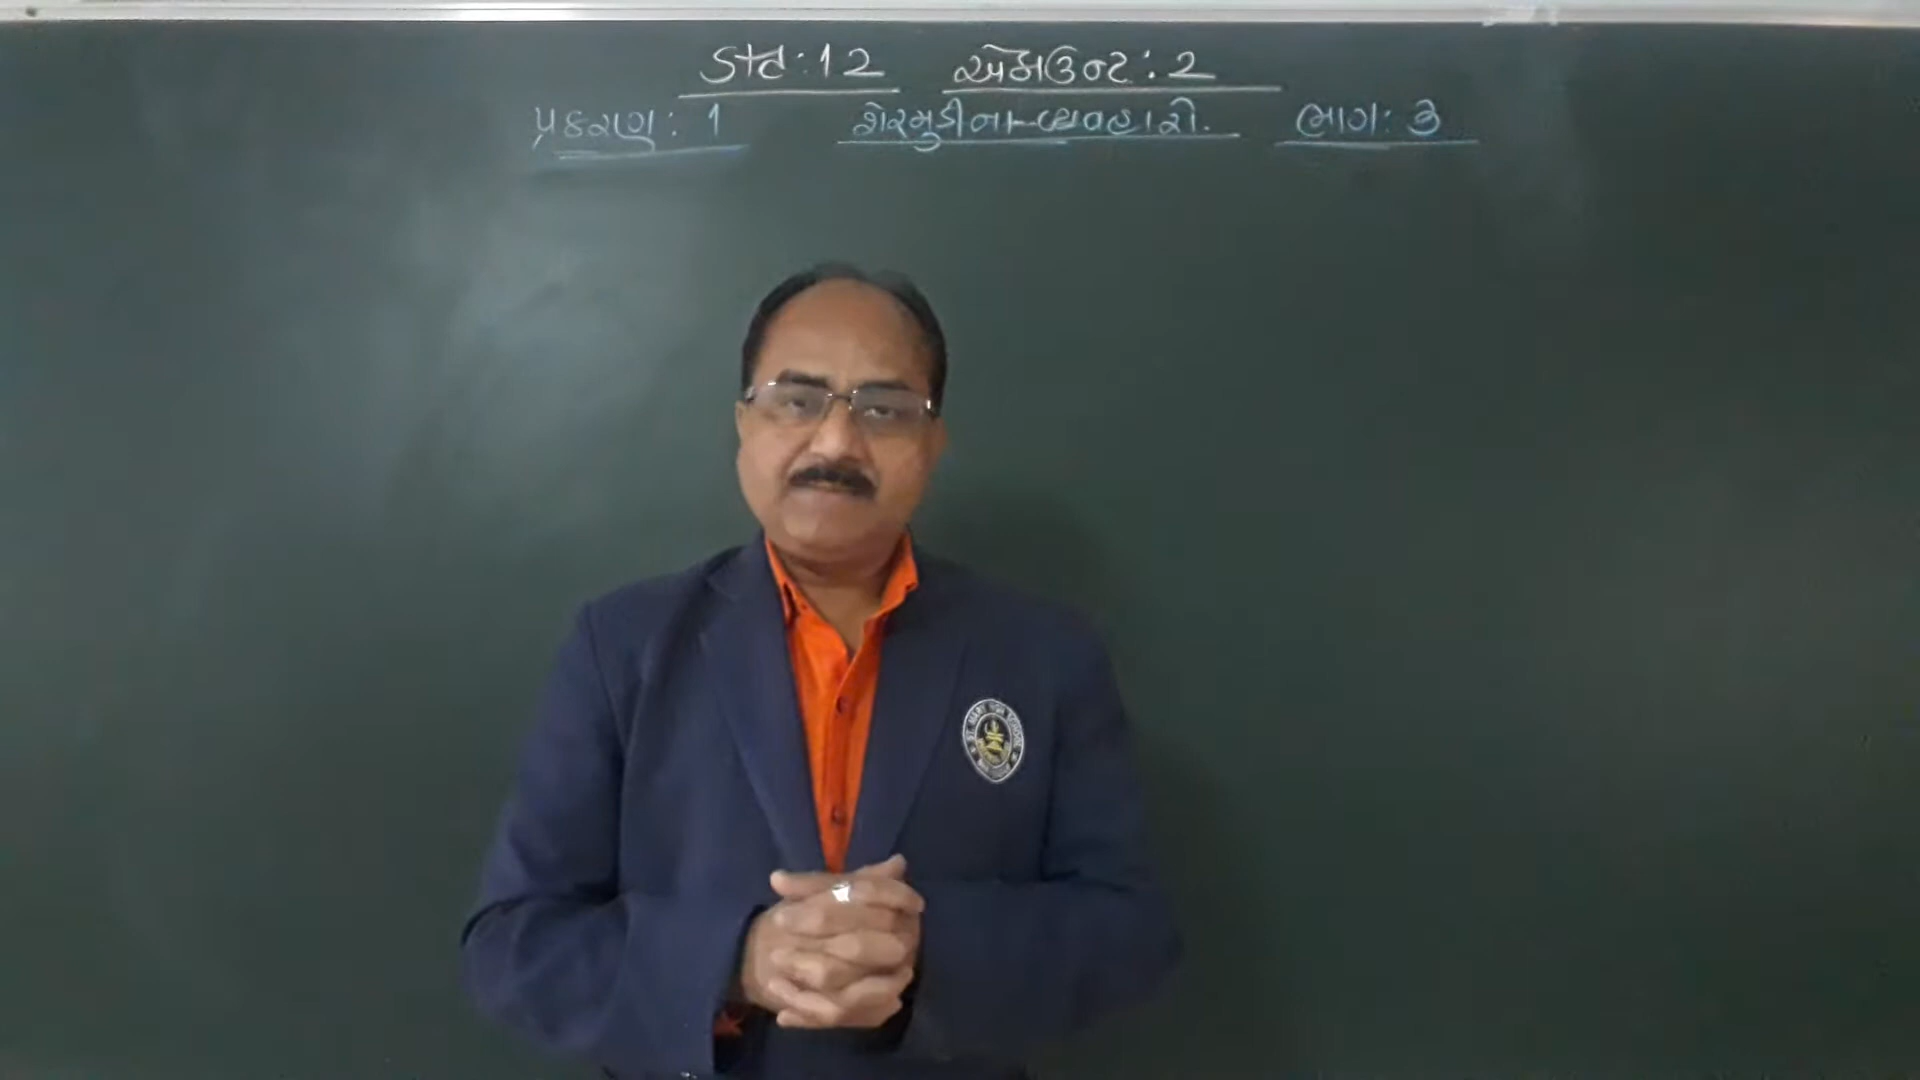 ધોરણ : 12 એકાઉન્ટ : 2
પ્રકરણ : 1 શેરમુડીના વ્યવહારો. ભાગ : 3